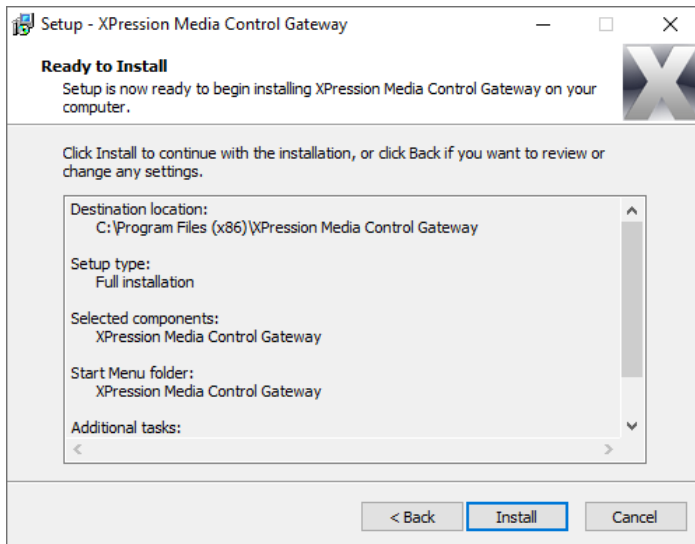 Setup - XPression Media Control Gateway
Ready to Install
Setup is now ready to begin installing XPression Media Control Gateway on your
computer.
X
Click Install to continue with the installation, or click Back if you want to review or
change any settings.
Destination location:
C:\Program Files (x86)\XPression Media Control Gateway
Setup type:
Full installation
Selected components:
XPression Media Control Gateway
Start Menu folder:
XPression Media Control Gateway
Additional tasks:
< Back
Install
Cancel